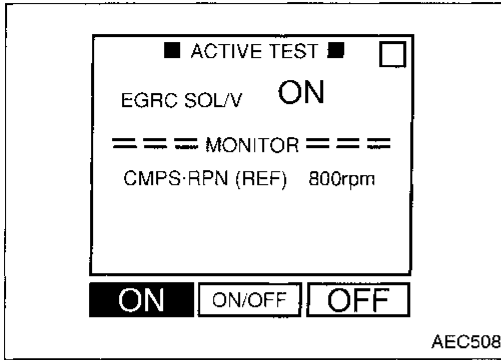 ■ ACTIVE TEST ■
EGRC SOL/V ON
= = = MONITOR = = =
CMPS·RPN (REF) 800rpm
ON ON/OFF OFF
AEC508